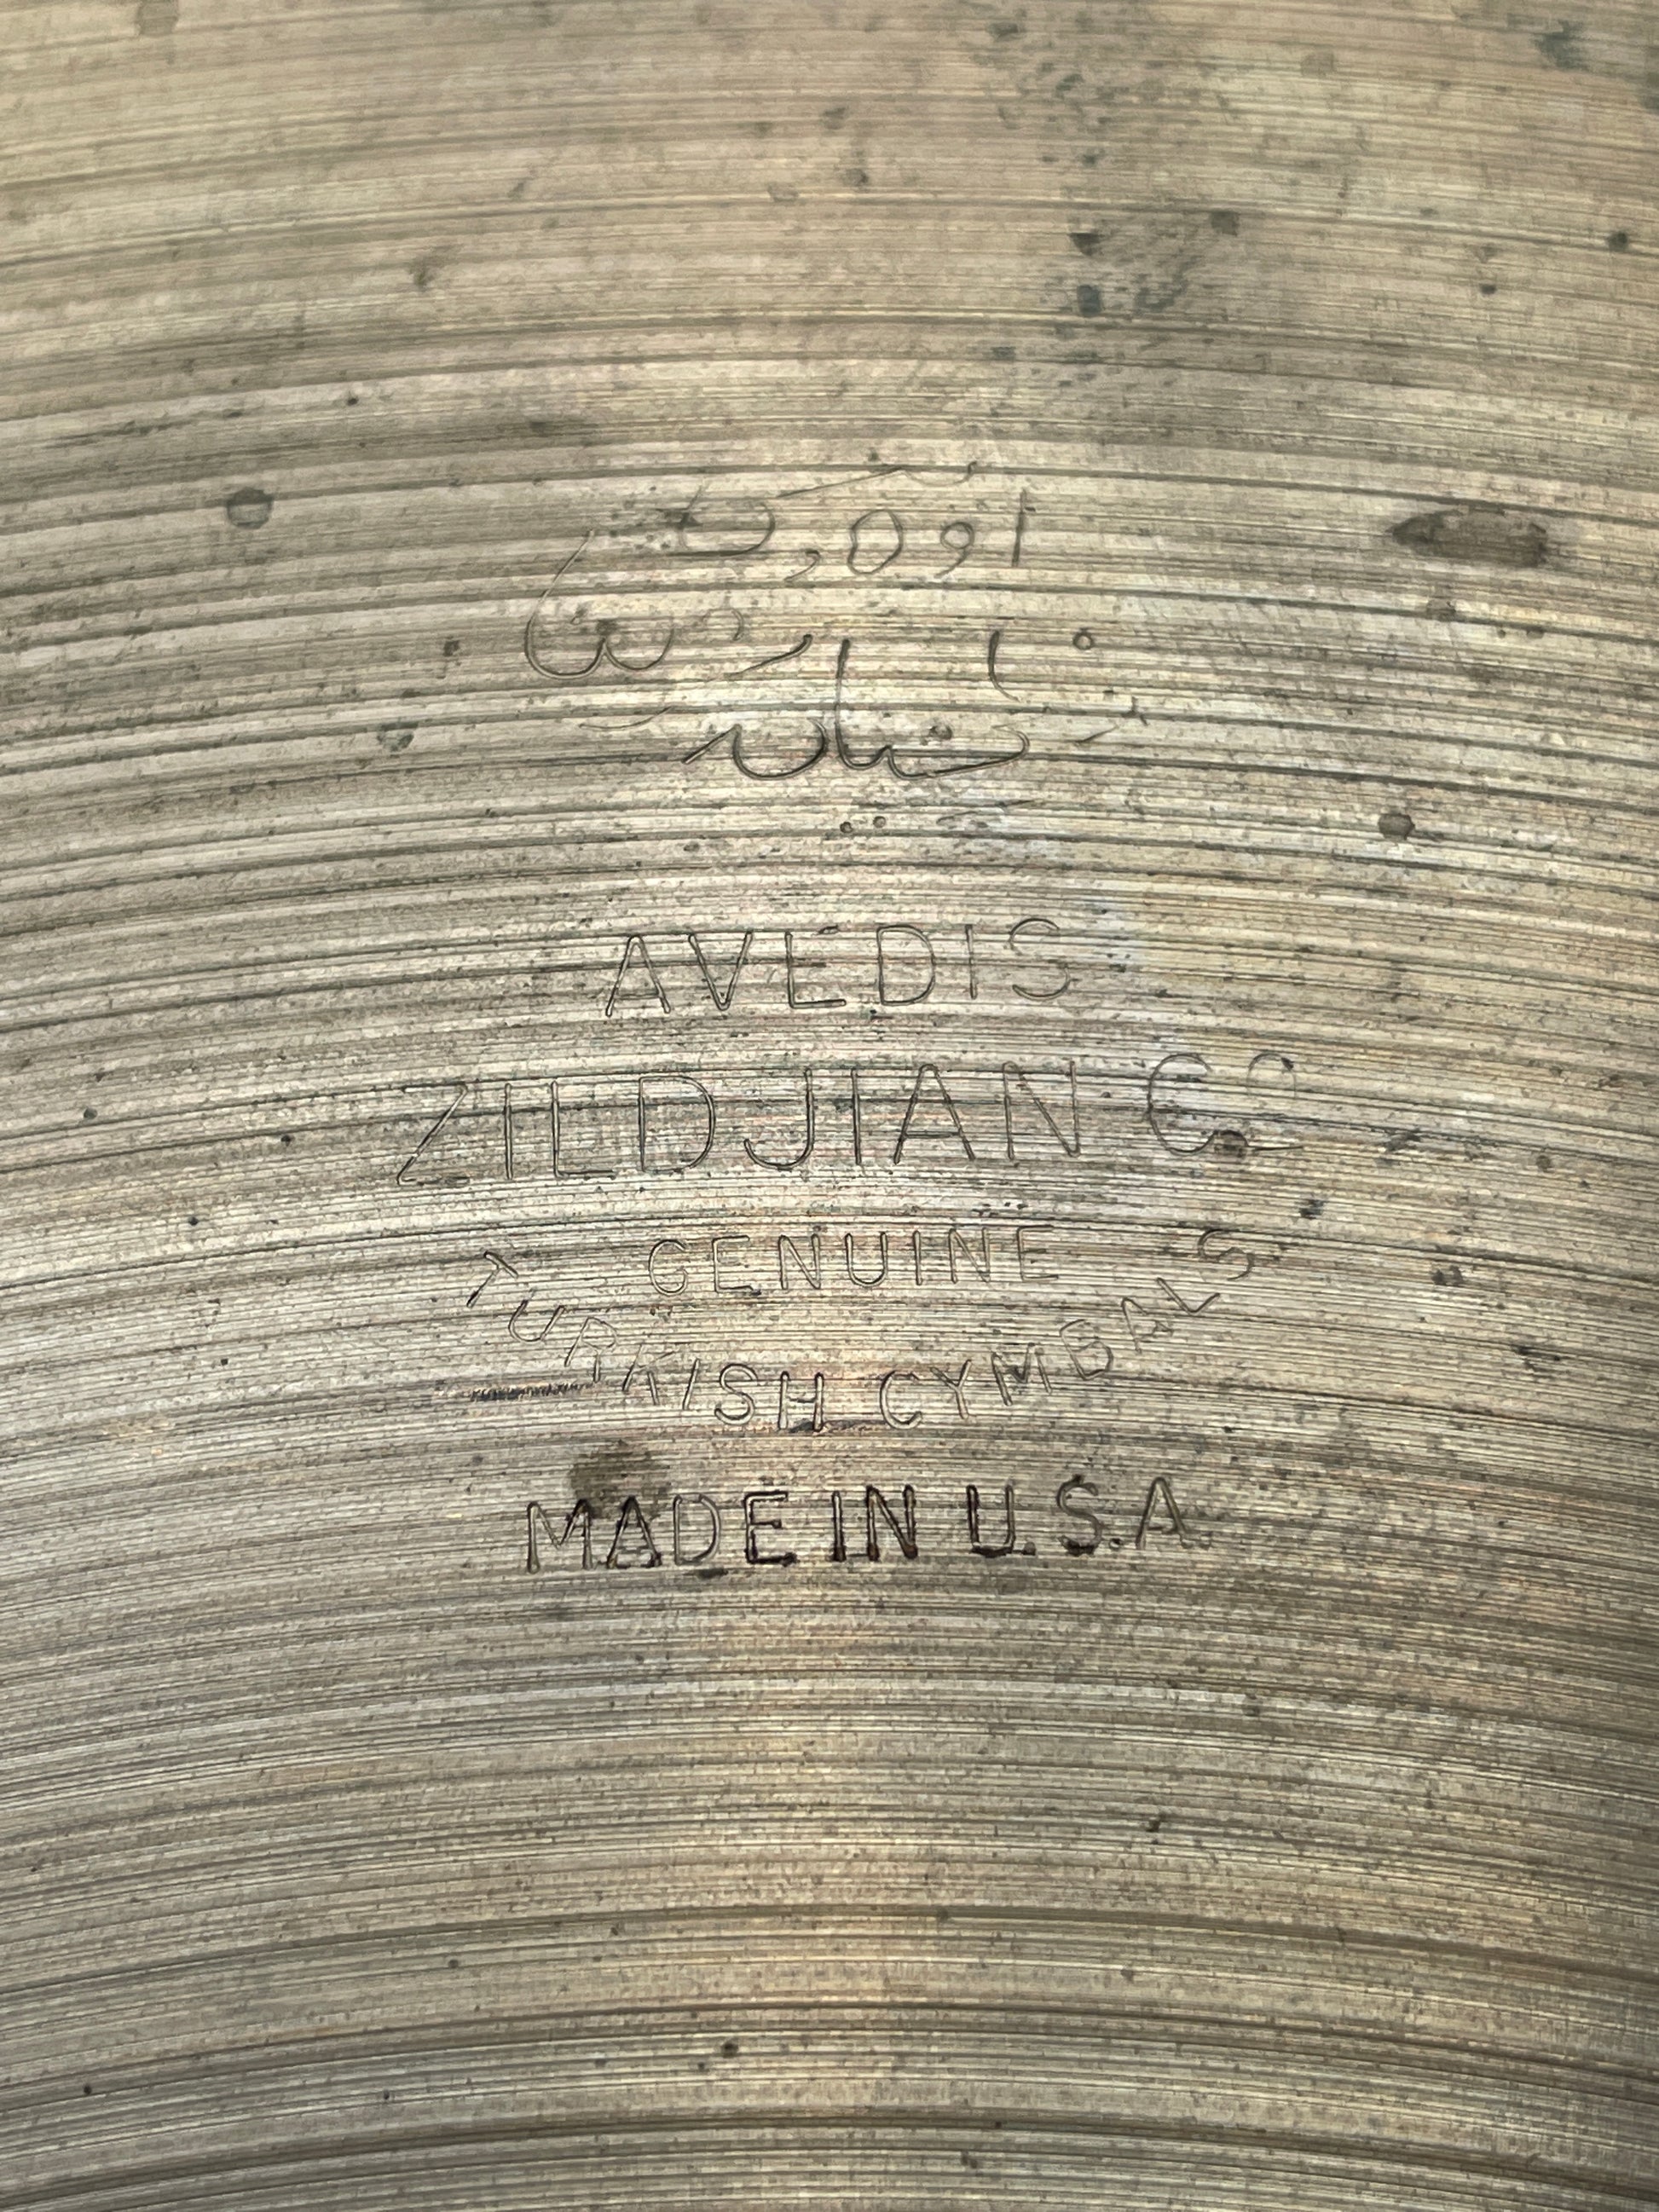 AVEDIS
ZILDJIAN CO
GENUINE
TURKISH CYMBALS
MADE IN U.S.A.